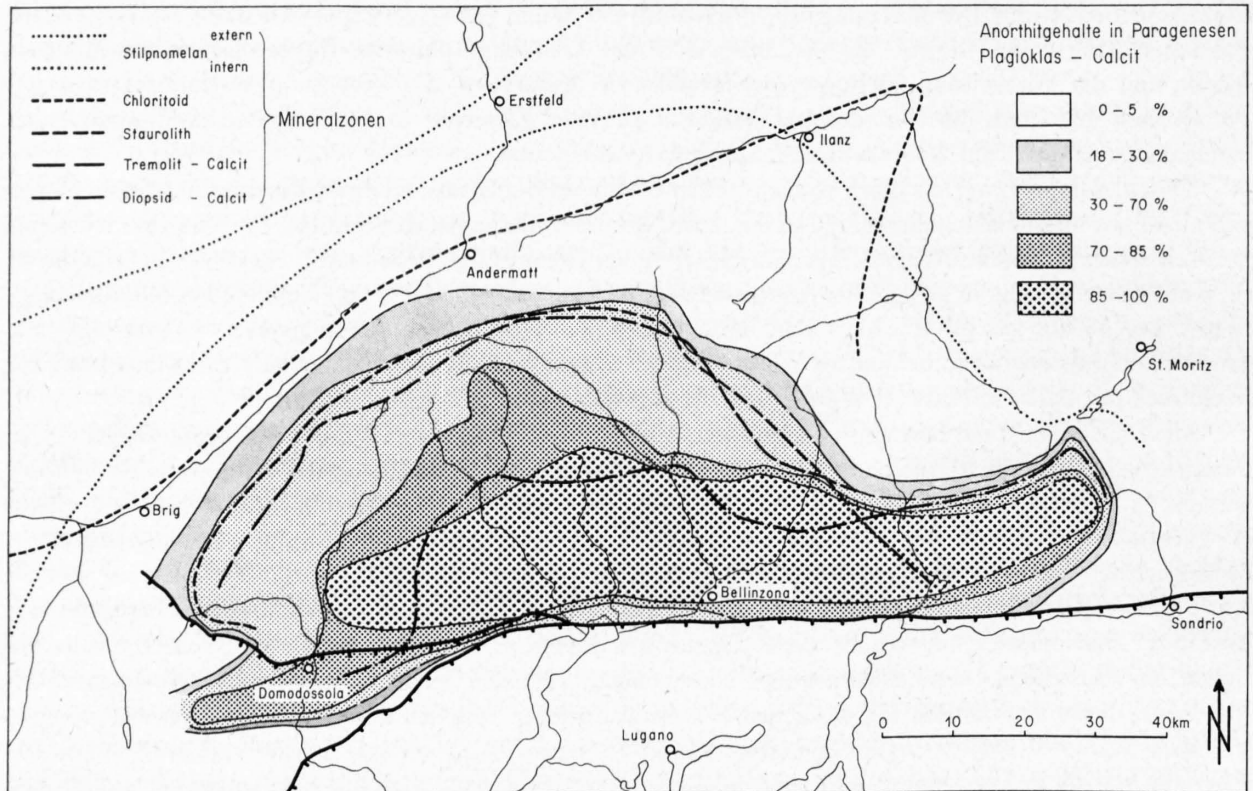 extern
Stilpnomelan
intern
Chloritoid
Staurolith
Tremolit - Calcit
Diopsid - Calcit
Mineralzonen
Anorthitgehalte in Paragenesen
Plagioklas - Calcit
0 - 5 %
18 - 30 %
30 - 70 %
70 - 85 %
85 - 100 %
Erstfeld
Ilanz
Andermatt
St. Moritz
Brig
Bellinzona
Sondrio
Domodossola
Lugano
0 10 20 30 40km
N